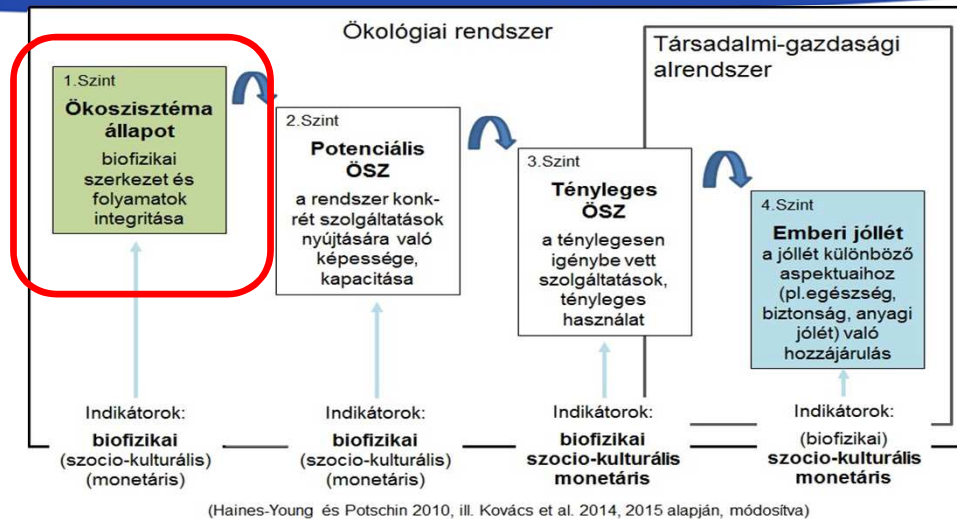 Ökológiai rendszer
Társadalmi-gazdasági
alrendszer
1.Szint
Ökoszisztéma
állapot
biofizikai
szerkezet és
folyamatok
integritása
2.Szint
Potenciális
ÖSZ
a rendszer konk-
rét szolgáltatások
nyújtására való
képessége,
kapacitása
3.Szint
Tényleges
ÖSZ
a ténylegesen
igénybe vett
szolgáltatások,
tényleges
használat
4.Szint
Emberi jóllét
a jóllét különböző
aspektuaihoz
(pl.egészség,
biztonság, anyagi
jólét) való
hozzájárulás
Indikátorok:
biofizikai
(szocio-kulturális)
(monetáris)
Indikátorok:
biofizikai
(szocio-kulturális)
(monetáris)
Indikátorok:
biofizikai
szocio-kulturális
monetáris
Indikátorok:
(biofizikai)
szocio-kulturális
monetáris
(Haines-Young és Potschin 2010, ill. Kovács et al. 2014, 2015 alapján, módosítva)